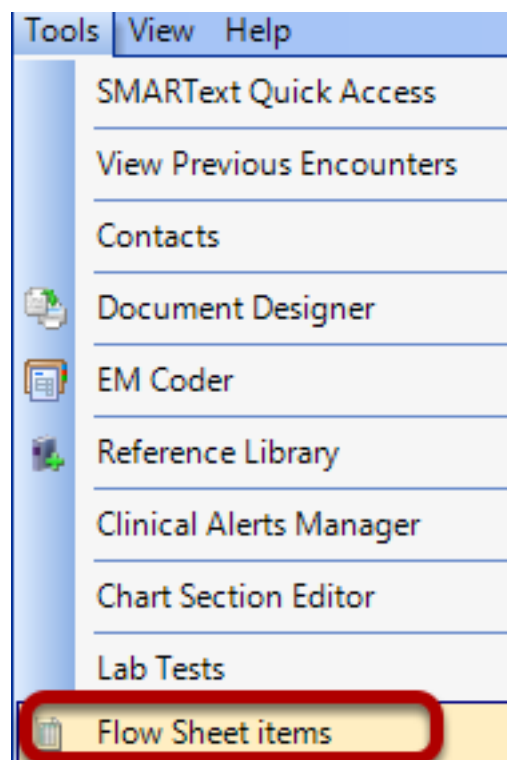 Tools View Help
SMARText Quick Access
View Previous Encounters
Contacts
Document Designer
EM Coder
Reference Library
Clinical Alerts Manager
Chart Section Editor
Lab Tests
Flow Sheet items